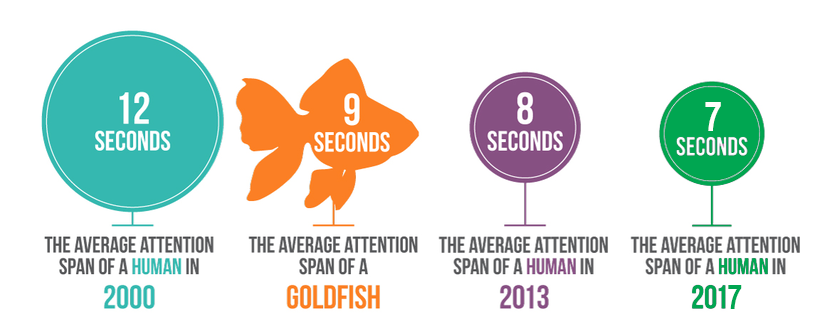 12
SECONDS
THE AVERAGE ATTENTION
SPAN OF A HUMAN IN
2000
9
SECONDS
THE AVERAGE ATTENTION
SPAN OF A
GOLDFISH
8
SECONDS
THE AVERAGE ATTENTION
SPAN OF A HUMAN IN
2013
7
SECONDS
THE AVERAGE ATTENTION
SPAN OF A HUMAN IN
2017